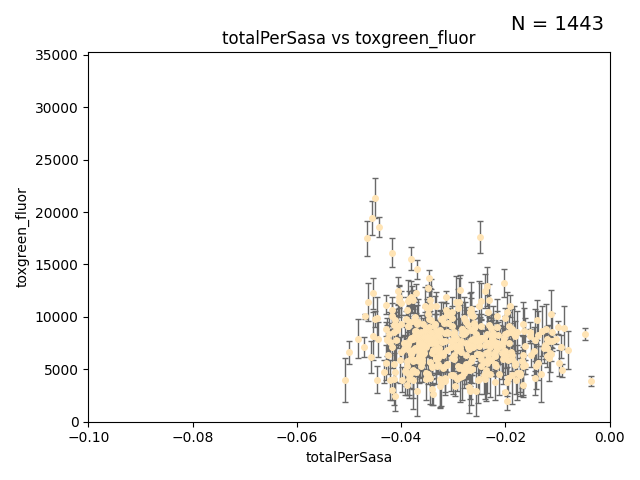 N = 1443
totalPerSasa vs toxgreen_fluor
35000
30000
25000
20000
15000
10000
5000
0
toxgreen_fluor
−0.10 −0.08 −0.06 −0.04 −0.02 0.00
totalPerSasa